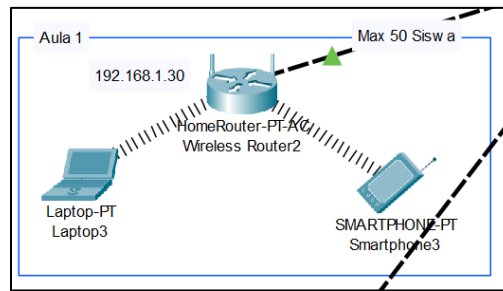 Aula 1
Max 50 Siswa
192.168.1.30
HomeRouter-PT-AC
Wireless Router2
Laptop-PT
Laptop3
SMARTPHONE-PT
Smartphone3